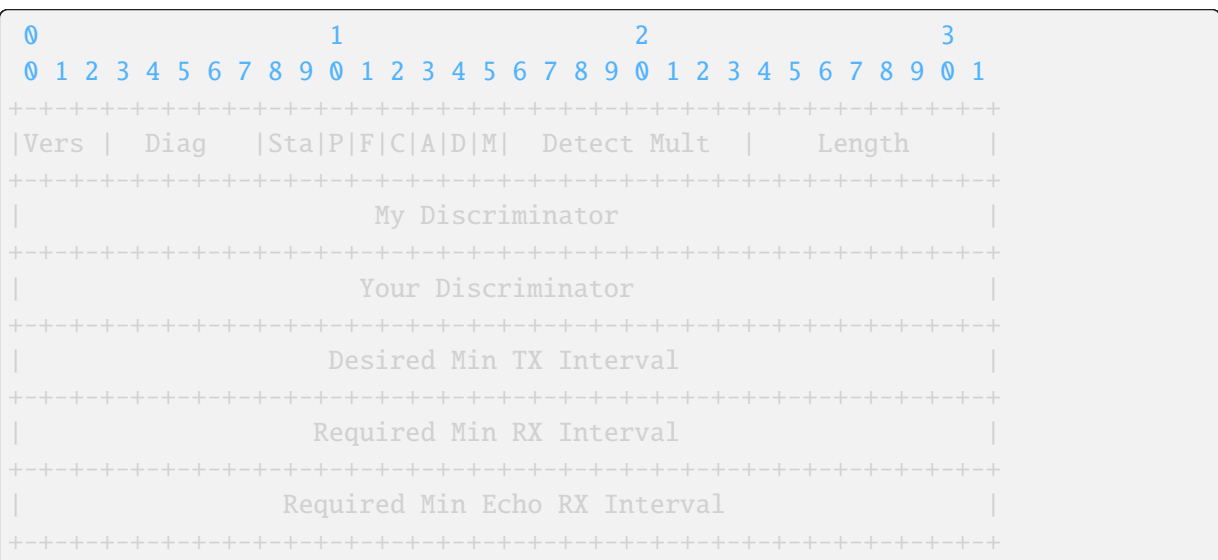 0                   1                   2                   3
 0 1 2 3 4 5 6 7 8 9 0 1 2 3 4 5 6 7 8 9 0 1 2 3 4 5 6 7 8 9 0 1
+-+-+-+-+-+-+-+-+-+-+-+-+-+-+-+-+-+-+-+-+-+-+-+-+-+-+-+-+-+-+-+-+
|Vers |  Diag   |Sta|P|F|C|A|D|M|  Detect Mult  |    Length     |
+-+-+-+-+-+-+-+-+-+-+-+-+-+-+-+-+-+-+-+-+-+-+-+-+-+-+-+-+-+-+-+-+
|                       My Discriminator                        |
+-+-+-+-+-+-+-+-+-+-+-+-+-+-+-+-+-+-+-+-+-+-+-+-+-+-+-+-+-+-+-+-+
|                      Your Discriminator                       |
+-+-+-+-+-+-+-+-+-+-+-+-+-+-+-+-+-+-+-+-+-+-+-+-+-+-+-+-+-+-+-+-+
|                    Desired Min TX Interval                    |
+-+-+-+-+-+-+-+-+-+-+-+-+-+-+-+-+-+-+-+-+-+-+-+-+-+-+-+-+-+-+-+-+
|                   Required Min RX Interval                    |
+-+-+-+-+-+-+-+-+-+-+-+-+-+-+-+-+-+-+-+-+-+-+-+-+-+-+-+-+-+-+-+-+
|                 Required Min Echo RX Interval                 |
+-+-+-+-+-+-+-+-+-+-+-+-+-+-+-+-+-+-+-+-+-+-+-+-+-+-+-+-+-+-+-+-+